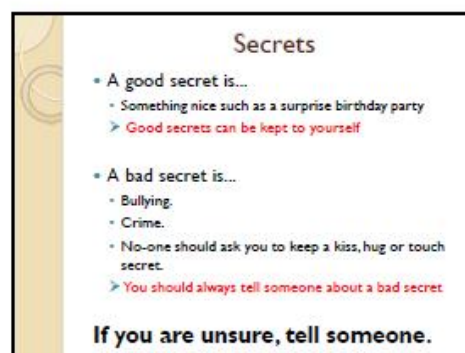 Secrets
• A good secret is...
• Something nice such as a surprise birthday party
➤ Good secrets can be kept to yourself
• A bad secret is...
• Bullying.
• Crime.
• No-one should ask you to keep a kiss, hug or touch
secret.
➤ You should always tell someone about a bad secret
If you are unsure, tell someone.